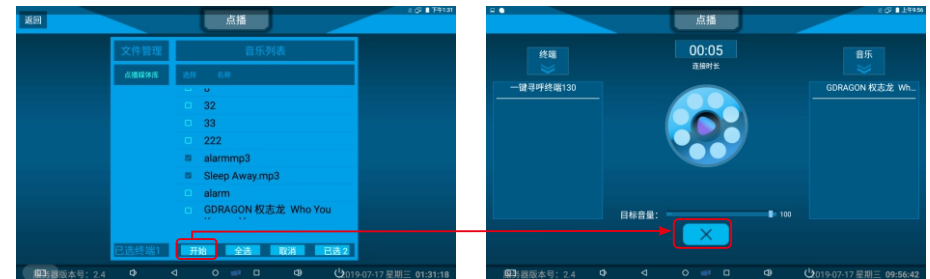 返回
点播
下午1:31
文件管理
音乐列表
点播媒体库
选择 名称
32
33
222
alarmmp3
Sleep Away.mp3
alarm
GDRAGON 权志龙 Who You
已选终端1
开始
全选
取消
已选 2
服务器版本号：2.4
2019-07-17 星期三 01:31:18
点播
上午9:56
终端
00:05
连接时长
音乐
一键寻呼终端130
GDRAGON 权志龙 Wh...
目标音量：
100
服务器版本号：2.4
2019-07-17 星期三 09:56:42